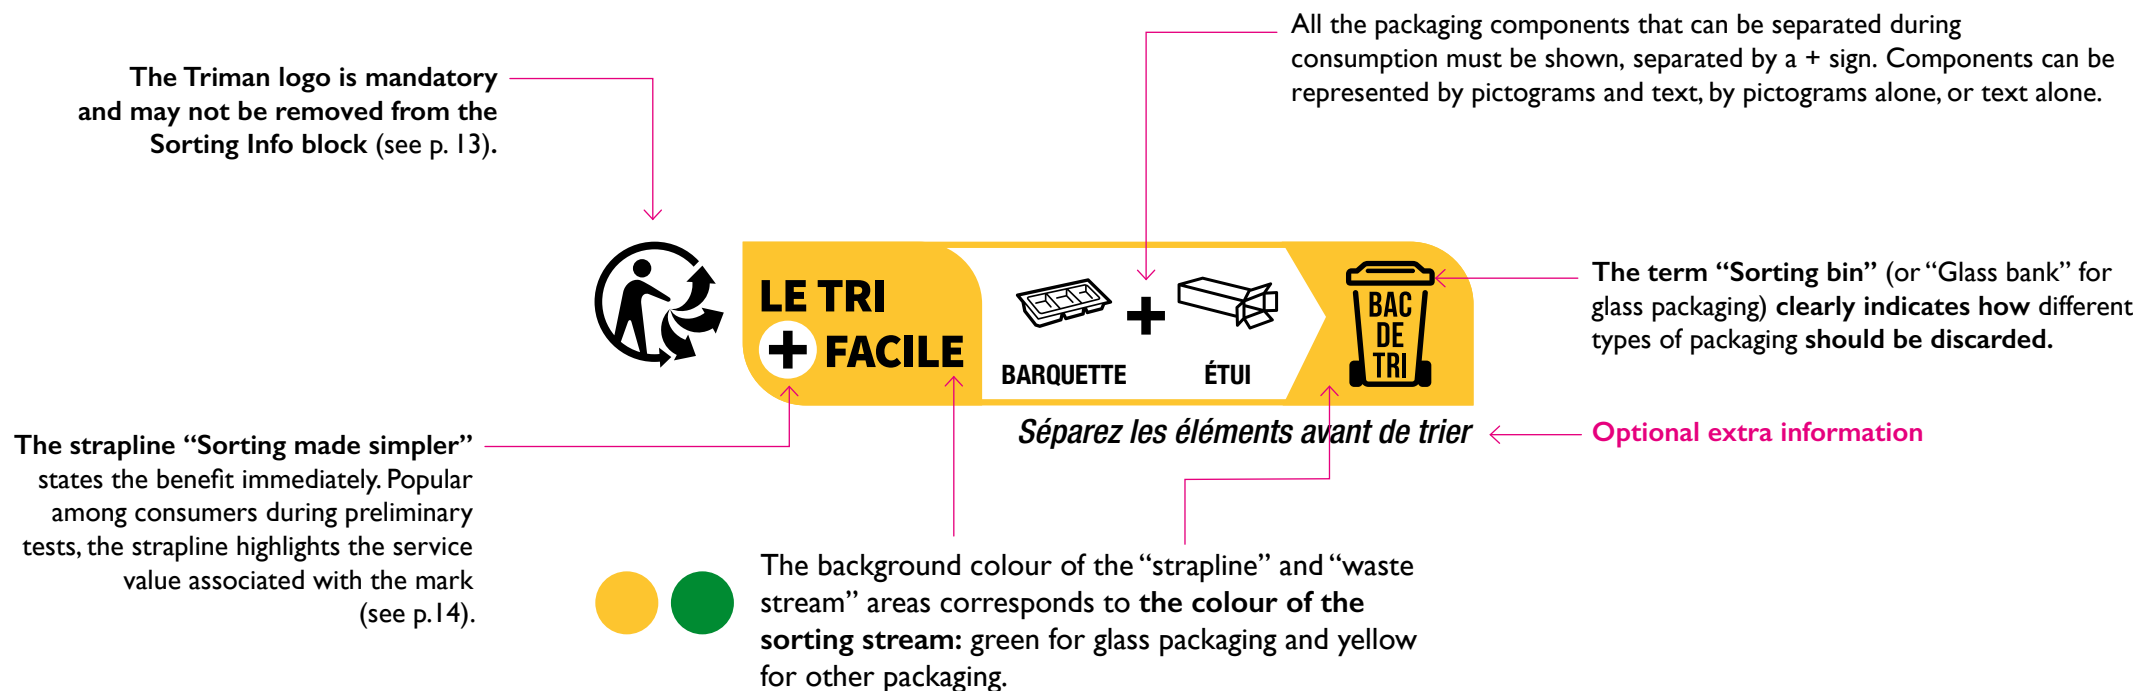 All the packaging components that can be separated during
consumption must be shown, separated by a + sign. Components can be
represented by pictograms and text, by pictograms alone, or text alone.
The Triman logo is mandatory
and may not be removed from the
Sorting Info block (see p. 13).
LE TRI
+ FACILE
BARQUETTE
+
ÉTUI
BAC
DE
TRI
Séparez les éléments avant de trier
The term “Sorting bin” (or “Glass bank” for
glass packaging) clearly indicates how different
types of packaging should be discarded.
Optional extra information
The strapline “Sorting made simpler”
states the benefit immediately. Popular
among consumers during preliminary
tests, the strapline highlights the service
value associated with the mark
(see p.14).
The background colour of the “strapline” and “waste
stream” areas corresponds to the colour of the
sorting stream: green for glass packaging and yellow
for other packaging.